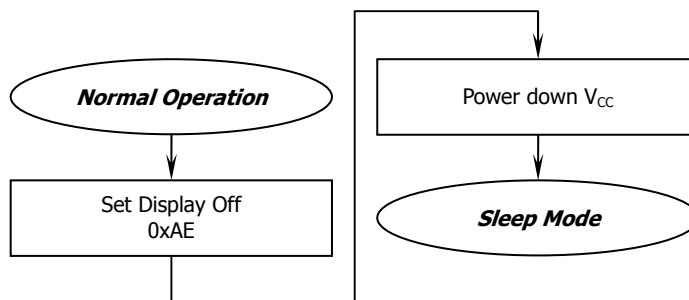 Normal Operation
Set Display Off
0xAE
Power down VCC
Sleep Mode